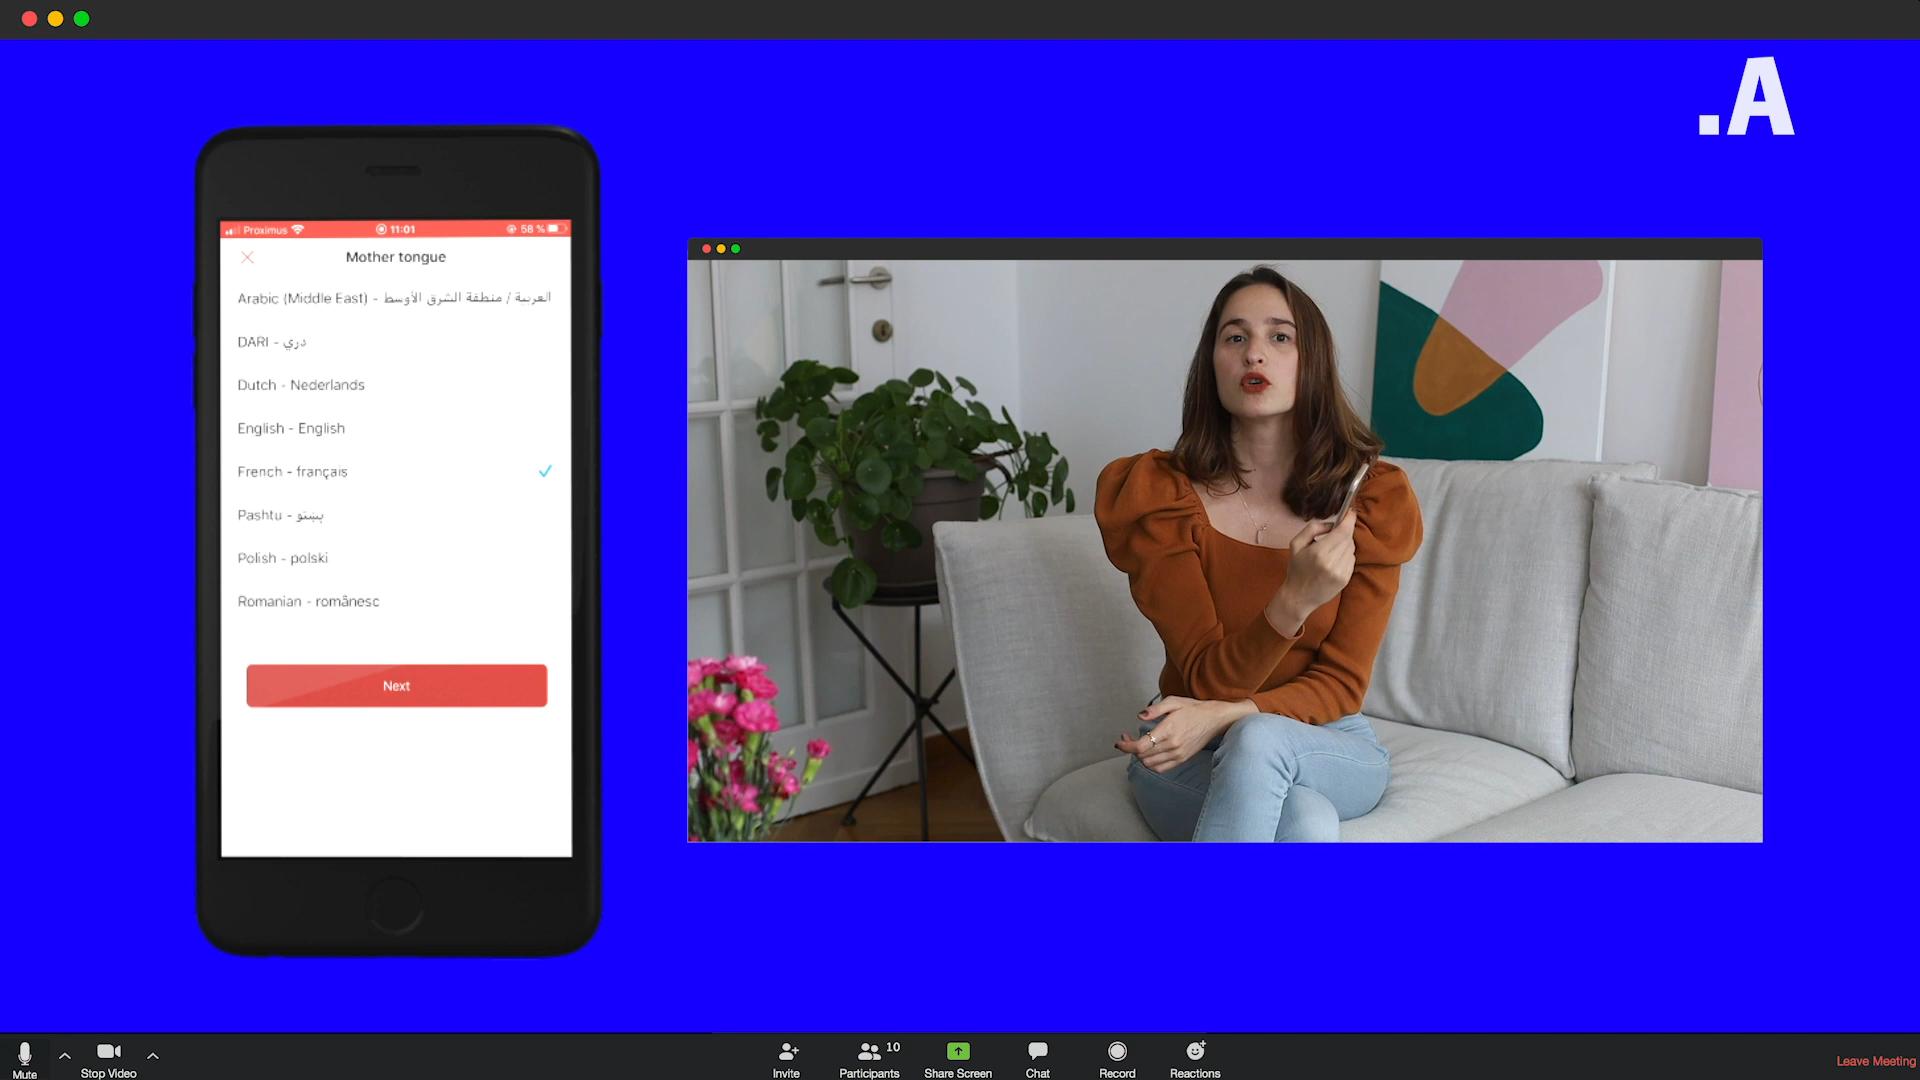 .A
Proximus 11:01 58 %
Mother tongue
Arabic (Middle East) - العربية / منطقة الشرق الأوسط
DARI - دري
Dutch - Nederlands
English - English
French - français
Pashtu - پښتو
Polish - polski
Romanian - românesc
Next
Mute
Stop Video
Invite
Participants 10
Share Screen
Chat
Record
Reactions
Leave Meeting